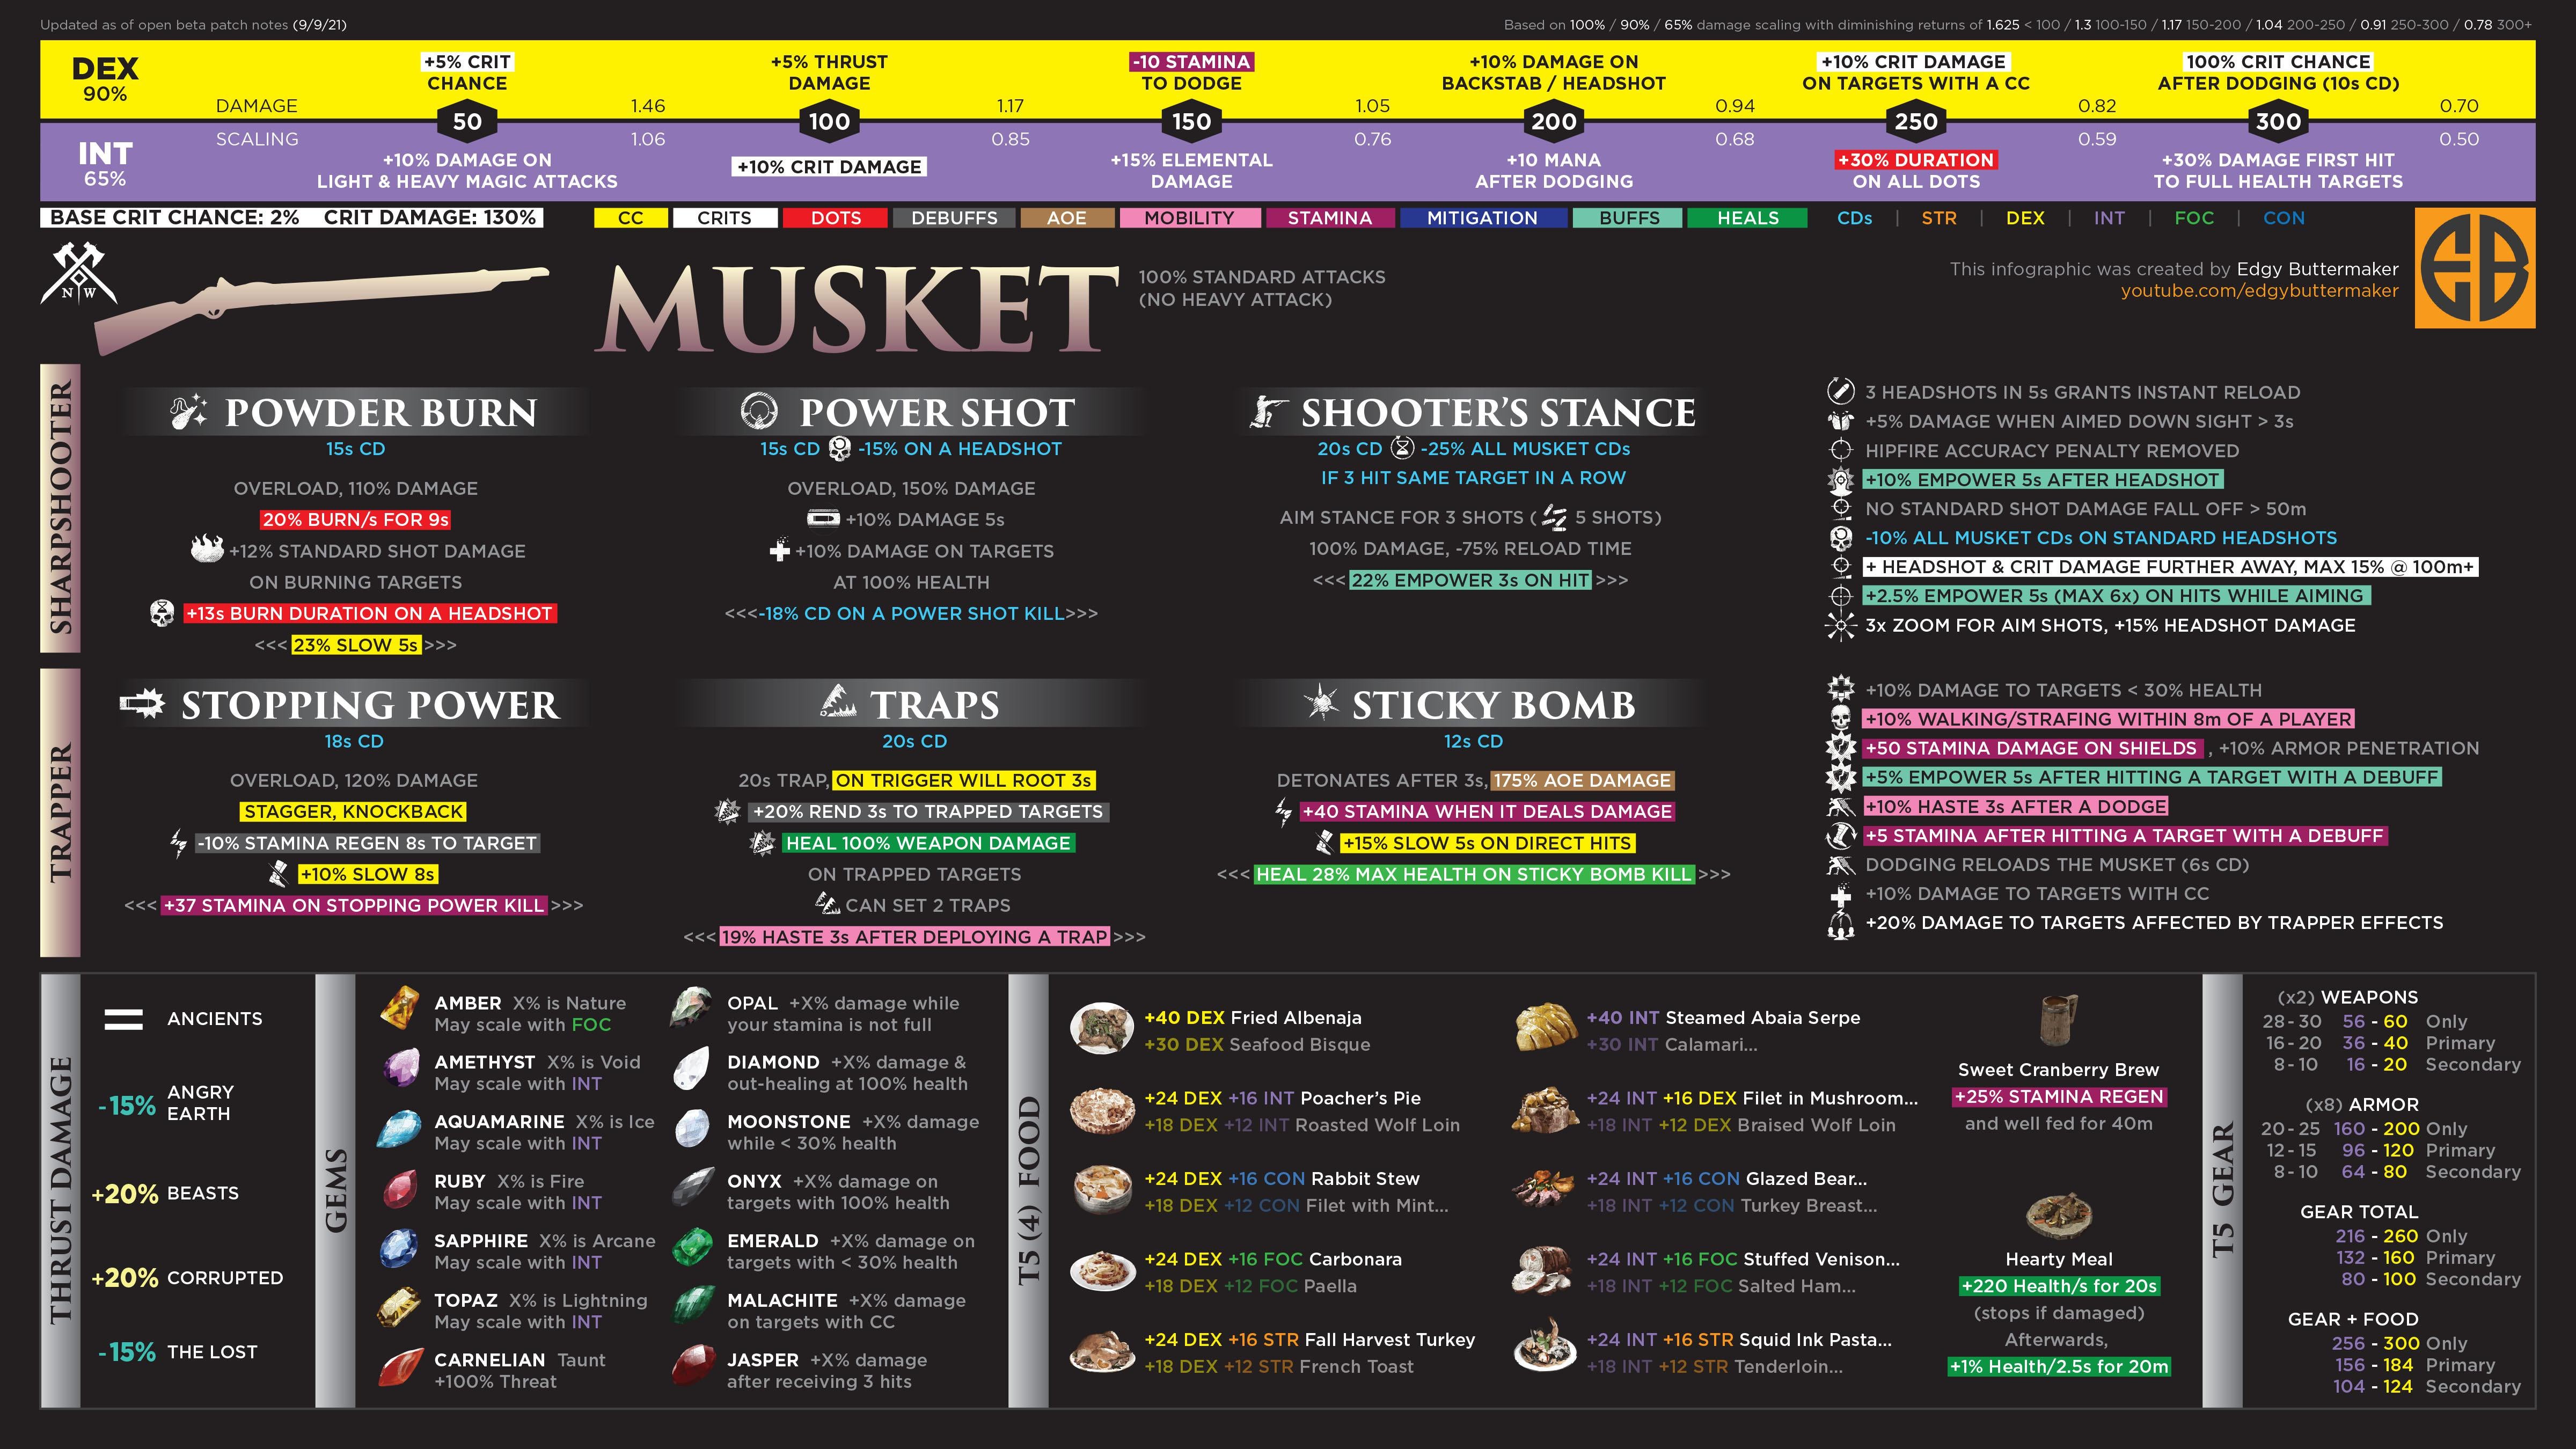 Updated as of open beta patch notes (9/9/21)
Based on 100% / 90% / 65% damage scaling with diminishing returns of 1.625 < 100 / 1.3 100-150 / 1.17 150-200 / 1.04 200-250 / 0.91 250-300 / 0.78 300+
DEX
90%
+5% CRIT
CHANCE
+5% THRUST
DAMAGE
-10 STAMINA
TO DODGE
+10% DAMAGE ON
BACKSTAB / HEADSHOT
+10% CRIT DAMAGE
ON TARGETS WITH A CC
100% CRIT CHANCE
AFTER DODGING (10s CD)
DAMAGE 1.46 1.17 1.05 0.94 0.82 0.70
50 100 150 200 250 300
SCALING 1.06 0.85 0.76 0.68 0.59 0.50
INT
65%
+10% DAMAGE ON
LIGHT & HEAVY MAGIC ATTACKS
+10% CRIT DAMAGE
+15% ELEMENTAL
DAMAGE
+10 MANA
AFTER DODGING
+30% DURATION
ON ALL DOTS
+30% DAMAGE FIRST HIT
TO FULL HEALTH TARGETS
BASE CRIT CHANCE: 2% CRIT DAMAGE: 130%
CC CRITS DOTS DEBUFFS AOE MOBILITY STAMINA MITIGATION BUFFS HEALS CDs | STR | DEX | INT | FOC | CON
N W
MUSKET
100% STANDARD ATTACKS
(NO HEAVY ATTACK)
This infographic was created by Edgy Buttermaker
youtube.com/edgybuttermaker
EB
SHARPSHOOTER
POWDER BURN
15s CD
OVERLOAD, 110% DAMAGE
20% BURN/s FOR 9s
+12% STANDARD SHOT DAMAGE
ON BURNING TARGETS
+13s BURN DURATION ON A HEADSHOT
<<< 23% SLOW 5s >>>
POWER SHOT
15s CD -15% ON A HEADSHOT
OVERLOAD, 150% DAMAGE
+10% DAMAGE 5s
+10% DAMAGE ON TARGETS
AT 100% HEALTH
<<<-18% CD ON A POWER SHOT KILL>>>
SHOOTER'S STANCE
20s CD -25% ALL MUSKET CDs
IF 3 HIT SAME TARGET IN A ROW
AIM STANCE FOR 3 SHOTS ( 5 SHOTS)
100% DAMAGE, -75% RELOAD TIME
<<< 22% EMPOWER 3s ON HIT >>>
3 HEADSHOTS IN 5s GRANTS INSTANT RELOAD
+5% DAMAGE WHEN AIMED DOWN SIGHT > 3s
HIPFIRE ACCURACY PENALTY REMOVED
+10% EMPOWER 5s AFTER HEADSHOT
NO STANDARD SHOT DAMAGE FALL OFF > 50m
-10% ALL MUSKET CDs ON STANDARD HEADSHOTS
+ HEADSHOT & CRIT DAMAGE FURTHER AWAY, MAX 15% @ 100m+
+2.5% EMPOWER 5s (MAX 6x) ON HITS WHILE AIMING
3x ZOOM FOR AIM SHOTS, +15% HEADSHOT DAMAGE
TRAPPER
STOPPING POWER
18s CD
OVERLOAD, 120% DAMAGE
STAGGER, KNOCKBACK
-10% STAMINA REGEN 8s TO TARGET
+10% SLOW 8s
<<< +37 STAMINA ON STOPPING POWER KILL >>>
TRAPS
20s CD
20s TRAP, ON TRIGGER WILL ROOT 3s
+20% REND 3s TO TRAPPED TARGETS
HEAL 100% WEAPON DAMAGE
ON TRAPPED TARGETS
CAN SET 2 TRAPS
<<< 19% HASTE 3s AFTER DEPLOYING A TRAP >>>
STICKY BOMB
12s CD
DETONATES AFTER 3s, 175% AOE DAMAGE
+40 STAMINA WHEN IT DEALS DAMAGE
+15% SLOW 5s ON DIRECT HITS
<<< HEAL 28% MAX HEALTH ON STICKY BOMB KILL >>>
+10% DAMAGE TO TARGETS < 30% HEALTH
+10% WALKING/STRAFING WITHIN 8m OF A PLAYER
+50 STAMINA DAMAGE ON SHIELDS , +10% ARMOR PENETRATION
+5% EMPOWER 5s AFTER HITTING A TARGET WITH A DEBUFF
+10% HASTE 3s AFTER A DODGE
+5 STAMINA AFTER HITTING A TARGET WITH A DEBUFF
DODGING RELOADS THE MUSKET (6s CD)
+10% DAMAGE TO TARGETS WITH CC
+20% DAMAGE TO TARGETS AFFECTED BY TRAPPER EFFECTS
THRUST DAMAGE
= ANCIENTS
-15% ANGRY
EARTH
+20% BEASTS
+20% CORRUPTED
-15% THE LOST
GEMS
AMBER X% is Nature
May scale with FOC
AMETHYST X% is Void
May scale with INT
AQUAMARINE X% is Ice
May scale with INT
RUBY X% is Fire
May scale with INT
SAPPHIRE X% is Arcane
May scale with INT
TOPAZ X% is Lightning
May scale with INT
CARNELIAN Taunt
+100% Threat
OPAL +X% damage while
your stamina is not full
DIAMOND +X% damage &
out-healing at 100% health
MOONSTONE +X% damage
while < 30% health
ONYX +X% damage on
targets with 100% health
EMERALD +X% damage on
targets with < 30% health
MALACHITE +X% damage
on targets with CC
JASPER +X% damage
after receiving 3 hits
T5 (4) FOOD
+40 DEX Fried Albenaja
+30 DEX Seafood Bisque
+24 DEX +16 INT Poacher's Pie
+18 DEX +12 INT Roasted Wolf Loin
+24 DEX +16 CON Rabbit Stew
+18 DEX +12 CON Filet with Mint...
+24 DEX +16 FOC Carbonara
+18 DEX +12 FOC Paella
+24 DEX +16 STR Fall Harvest Turkey
+18 DEX +12 STR French Toast
+40 INT Steamed Abaia Serpe
+30 INT Calamari...
+24 INT +16 DEX Filet in Mushroom...
+18 INT +12 DEX Braised Wolf Loin
+24 INT +16 CON Glazed Bear...
+18 INT +12 CON Turkey Breast...
+24 INT +16 FOC Stuffed Venison...
+18 INT +12 FOC Salted Ham...
+24 INT +16 STR Squid Ink Pasta...
+18 INT +12 STR Tenderloin...
Sweet Cranberry Brew
+25% STAMINA REGEN
and well fed for 40m
Hearty Meal
+220 Health/s for 20s
(stops if damaged)
Afterwards,
+1% Health/2.5s for 20m
T5 GEAR
(x2) WEAPONS
28-30 56 - 60 Only
16-20 36 - 40 Primary
8-10 16 - 20 Secondary
(x8) ARMOR
20-25 160 - 200 Only
12-15 96 - 120 Primary
8-10 64 - 80 Secondary
GEAR TOTAL
216 - 260 Only
132 - 160 Primary
80 - 100 Secondary
GEAR + FOOD
256 - 300 Only
156 - 184 Primary
104 - 124 Secondary